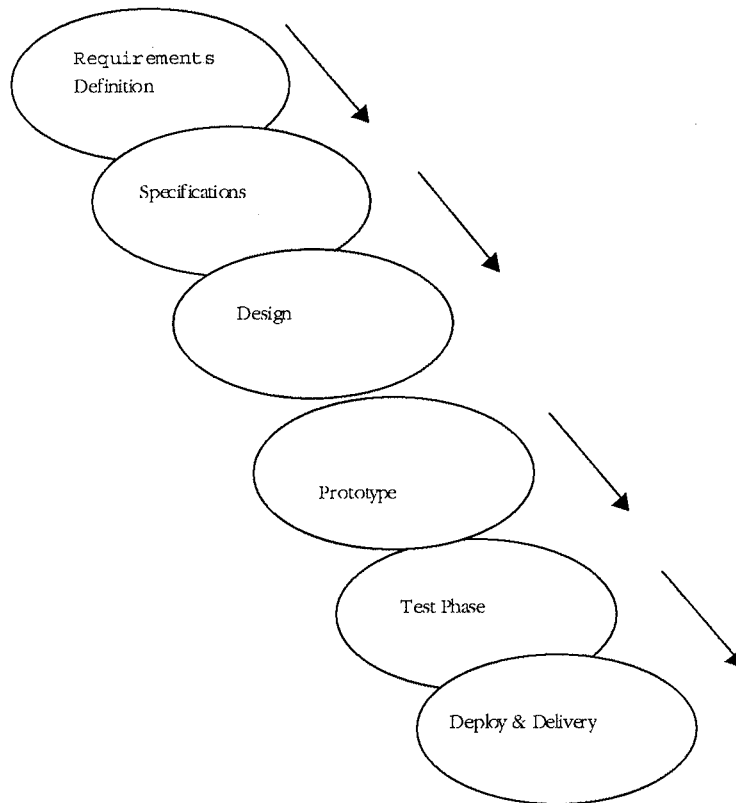 Requirements
Definition
Specifications
Design
Prototype
Test Phase
Deploy & Delivery